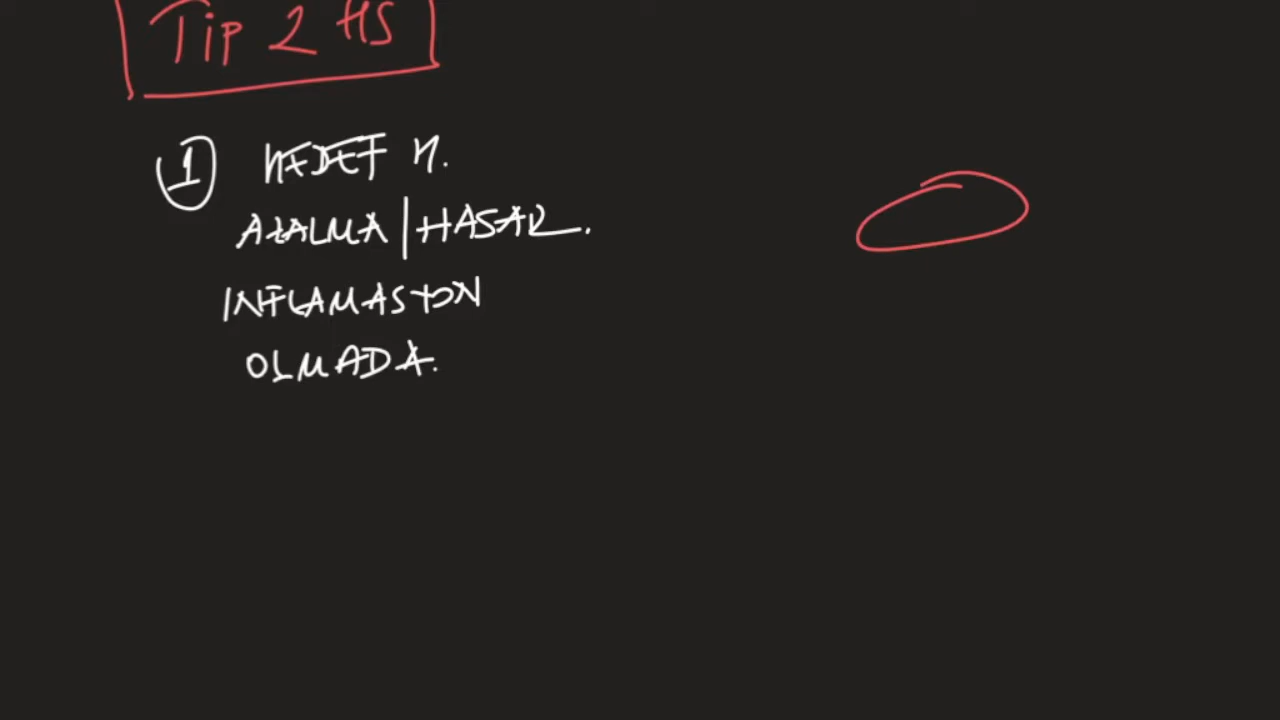 Tip 2 HS
1 HEDEF H.
AZALMA | HASAR.
INFLAMASYON
OLMADA.